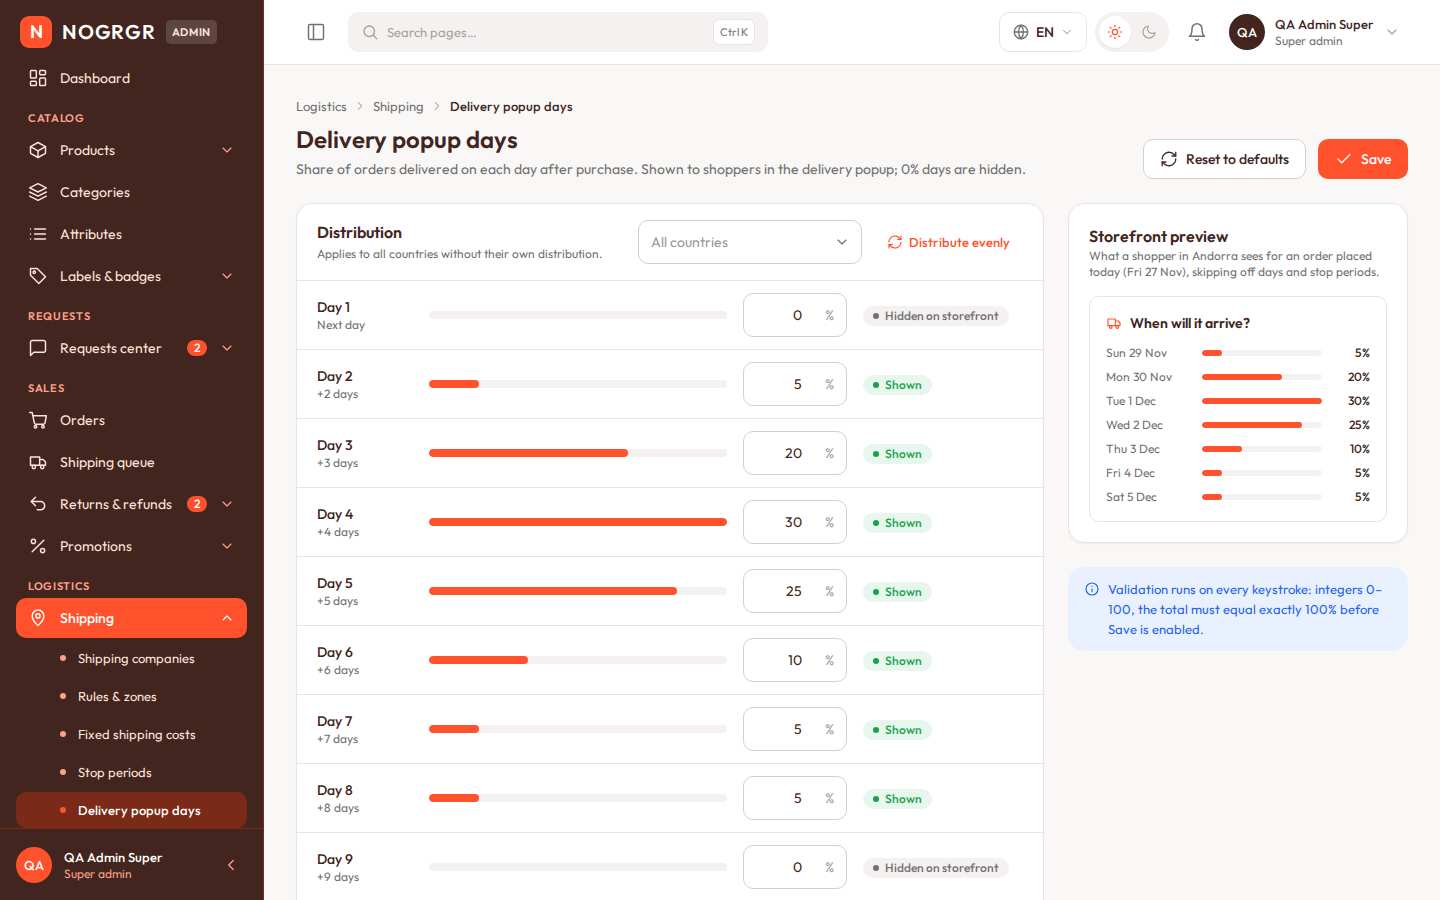 N NOGRGR ADMIN
Search pages...
Ctrl K
EN
QA
QA Admin Super
Super admin
Dashboard
CATALOG
Products
Categories
Attributes
Labels & badges
REQUESTS
Requests center 2
SALES
Orders
Shipping queue
Returns & refunds 2
Promotions
LOGISTICS
Shipping
Shipping companies
Rules & zones
Fixed shipping costs
Stop periods
Delivery popup days
QA
QA Admin Super
Super admin
Logistics > Shipping > Delivery popup days
Delivery popup days
Share of orders delivered on each day after purchase. Shown to shoppers in the delivery popup; 0% days are hidden.
Reset to defaults
Save
Distribution
Applies to all countries without their own distribution.
All countries
Distribute evenly
Day 1
Next day
0 %
Hidden on storefront
Day 2
+2 days
5 %
Shown
Day 3
+3 days
20 %
Shown
Day 4
+4 days
30 %
Shown
Day 5
+5 days
25 %
Shown
Day 6
+6 days
10 %
Shown
Day 7
+7 days
5 %
Shown
Day 8
+8 days
5 %
Shown
Day 9
+9 days
0 %
Hidden on storefront
Storefront preview
What a shopper in Andorra sees for an order placed
today (Fri 27 Nov), skipping off days and stop periods.
When will it arrive?
Sun 29 Nov 5%
Mon 30 Nov 20%
Tue 1 Dec 30%
Wed 2 Dec 25%
Thu 3 Dec 10%
Fri 4 Dec 5%
Sat 5 Dec 5%
Validation runs on every keystroke: integers 0–
100, the total must equal exactly 100% before
Save is enabled.